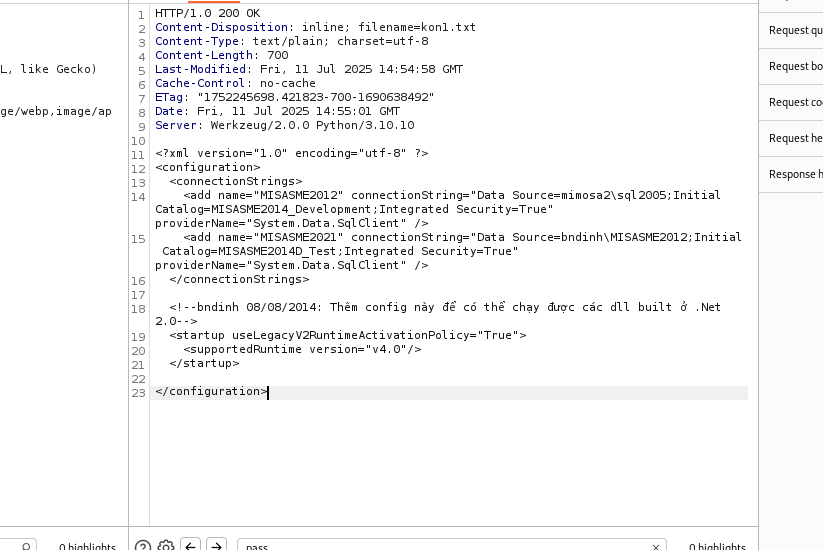 L, like Gecko)
ge/webp,image/ap
1 HTTP/1.0 200 OK
2 Content-Disposition: inline; filename=kon1.txt
3 Content-Type: text/plain; charset=utf-8
4 Content-Length: 700
5 Last-Modified: Fri, 11 Jul 2025 14:54:58 GMT
6 Cache-Control: no-cache
7 ETag: "1752245698.421823-700-1690638492"
8 Date: Fri, 11 Jul 2025 14:55:01 GMT
9 Server: Werkzeug/2.0.0 Python/3.10.10
10
11 <?xml version="1.0" encoding="utf-8" ?>
12 <configuration>
13   <connectionStrings>
14     <add name="MISASME2012" connectionString="Data Source=mimosa2\sql2005;Initial
Catalog=MISASME2014_Development;Integrated Security=True"
providerName="System.Data.SqlClient" />
15     <add name="MISASME2021" connectionString="Data Source=bndinh\MISASME2012;Initial
Catalog=MISASME2014D_Test;Integrated Security=True"
providerName="System.Data.SqlClient" />
16   </connectionStrings>
17
18   <!--bndinh 08/08/2014: Thêm config này để có thể chạy được các dll built ở .Net
2.0-->
19   <startup useLegacyV2RuntimeActivationPolicy="True">
20     <supportedRuntime version="v4.0"/>
21   </startup>
22
23 </configuration>
Request qu
Request bo
Request co
Request he
Response h
0 highlights
pass
0 highlights